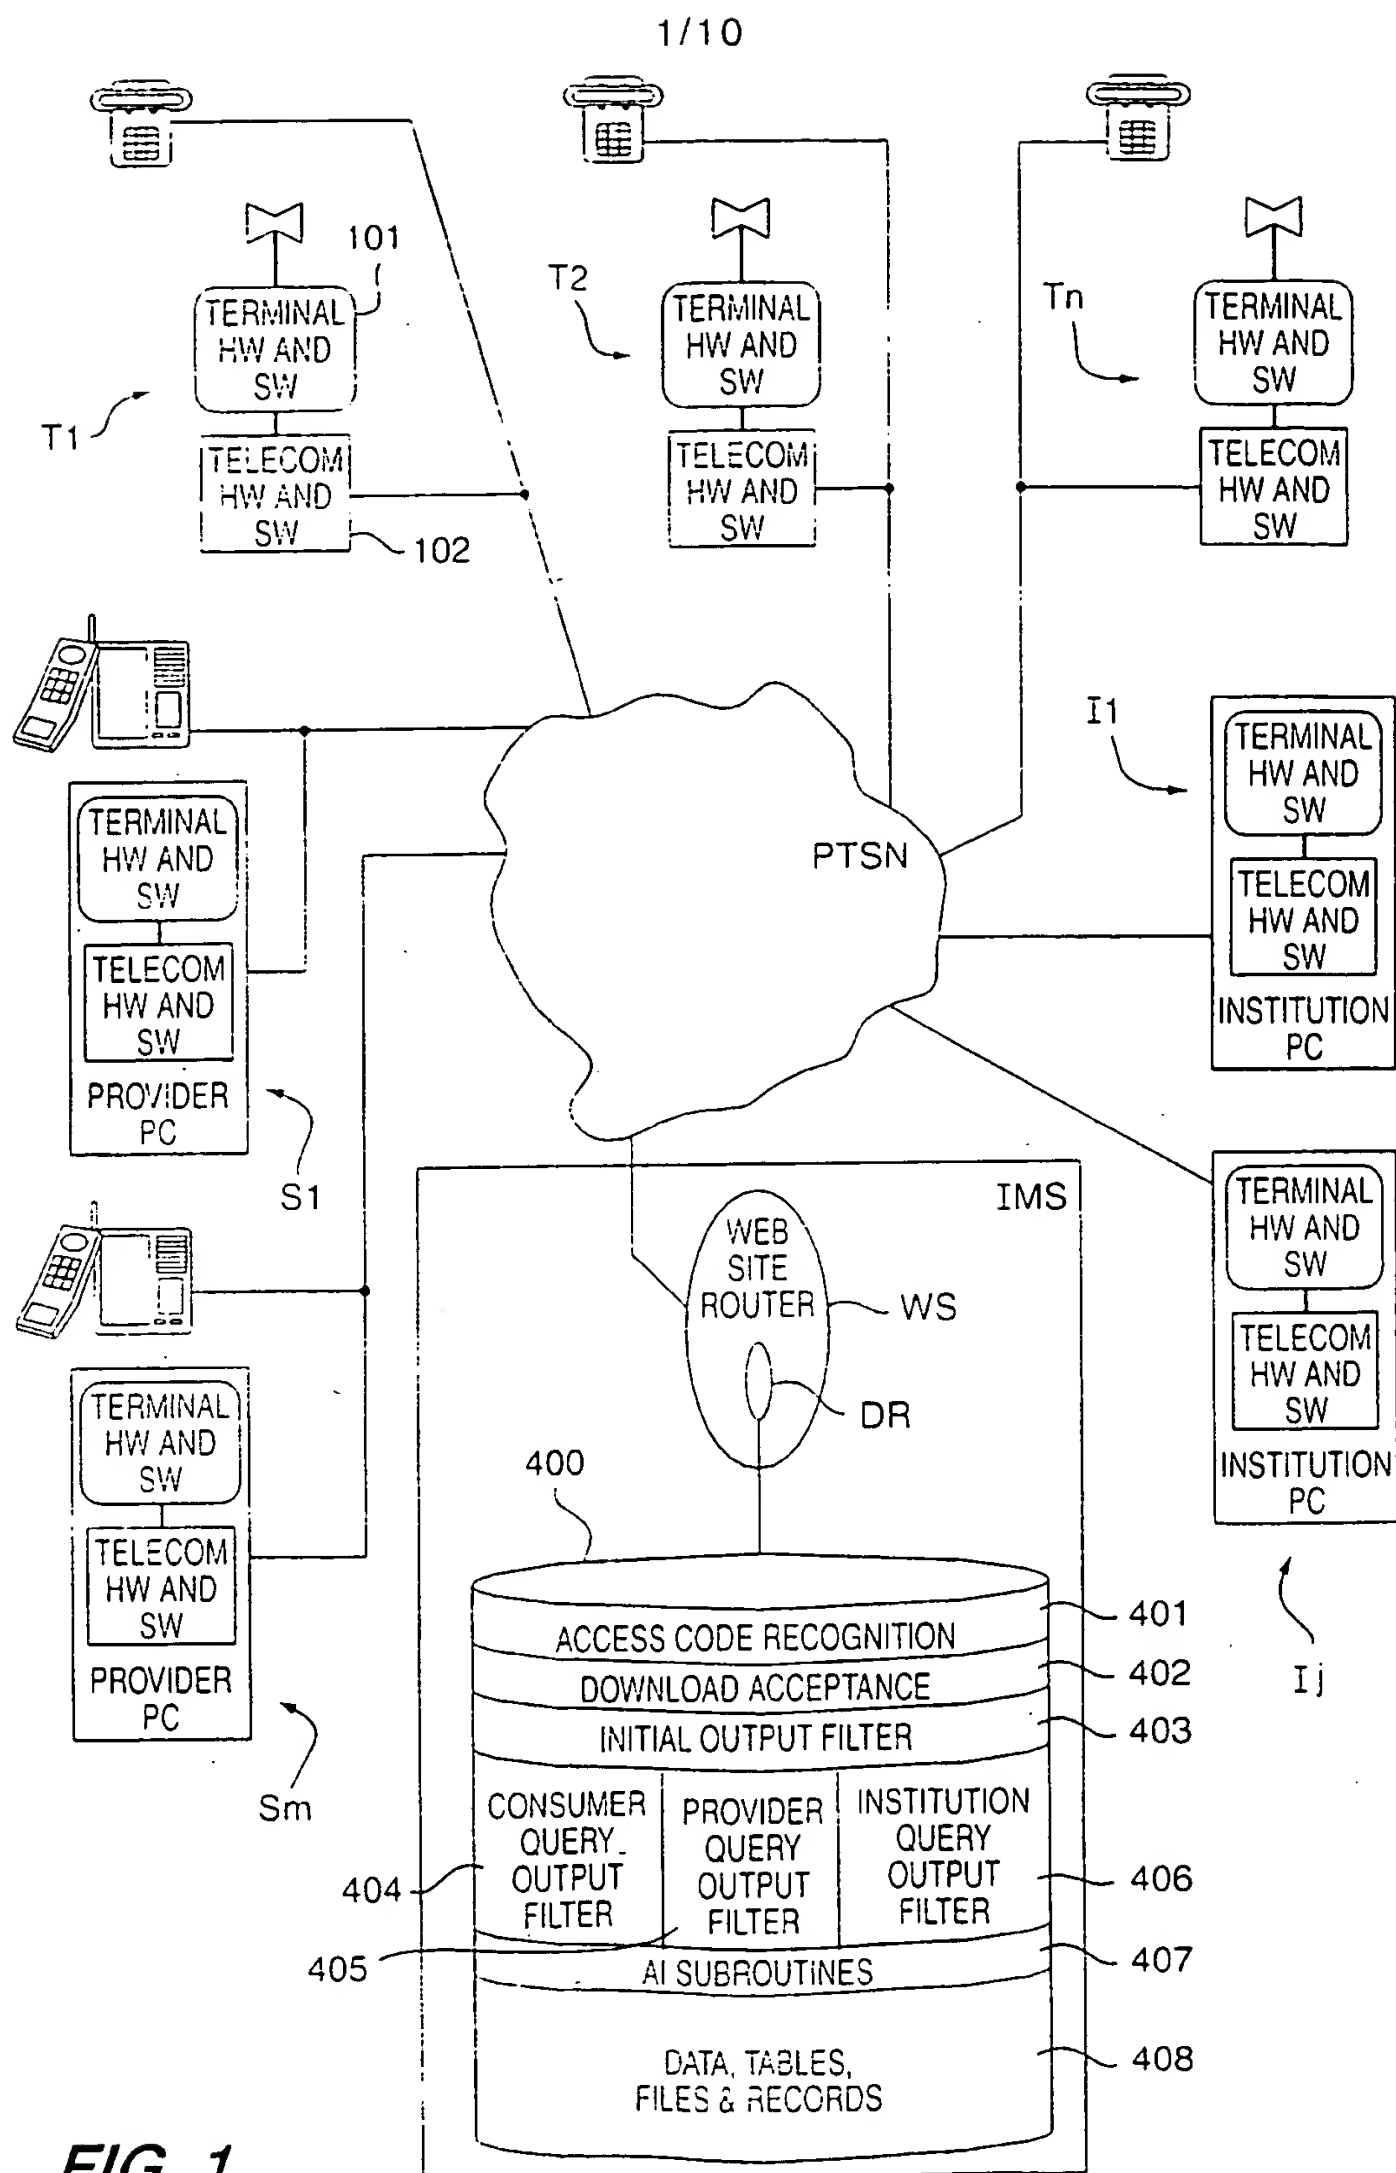 1/10
101
TERMINAL
HW AND
SW
T1
TELECOM
HW AND
SW
102
T2
TERMINAL
HW AND
SW
TELECOM
HW AND
SW
Tn
TERMINAL
HW AND
SW
TELECOM
HW AND
SW
TERMINAL
HW AND
SW
TELECOM
HW AND
SW
PROVIDER
PC
S1
PTSN
I1
TERMINAL
HW AND
SW
TELECOM
HW AND
SW
INSTITUTION
PC
TERMINAL
HW AND
SW
TELECOM
HW AND
SW
PROVIDER
PC
Sm
TERMINAL
HW AND
SW
TELECOM
HW AND
SW
INSTITUTION
PC
Ij
IMS
WEB
SITE
ROUTER
WS
DR
400
ACCESS CODE RECOGNITION
401
DOWNLOAD ACCEPTANCE
402
INITIAL OUTPUT FILTER
403
CONSUMER
QUERY
OUTPUT
FILTER
404
PROVIDER
QUERY
OUTPUT
FILTER
405
INSTITUTION
QUERY
OUTPUT
FILTER
406
AI SUBROUTINES
407
DATA, TABLES,
FILES & RECORDS
408
FIG. 1